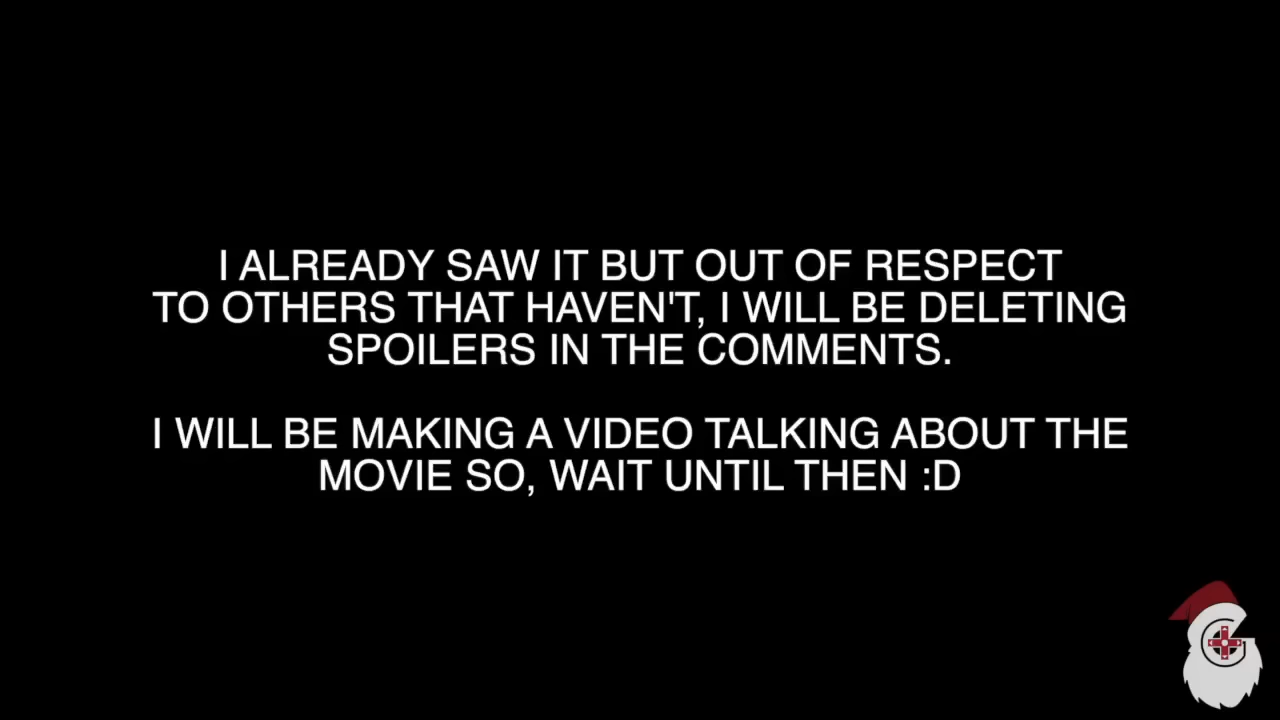 I ALREADY SAW IT BUT OUT OF RESPECT
TO OTHERS THAT HAVEN'T, I WILL BE DELETING
SPOILERS IN THE COMMENTS.
I WILL BE MAKING A VIDEO TALKING ABOUT THE
MOVIE SO, WAIT UNTIL THEN :D